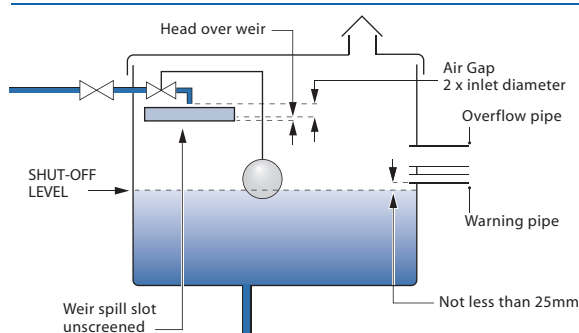 Head over weir
Air Gap
2 x inlet diameter
Overflow pipe
SHUT-OFF
LEVEL
Warning pipe
Weir spill slot
unscreened
Not less than 25mm